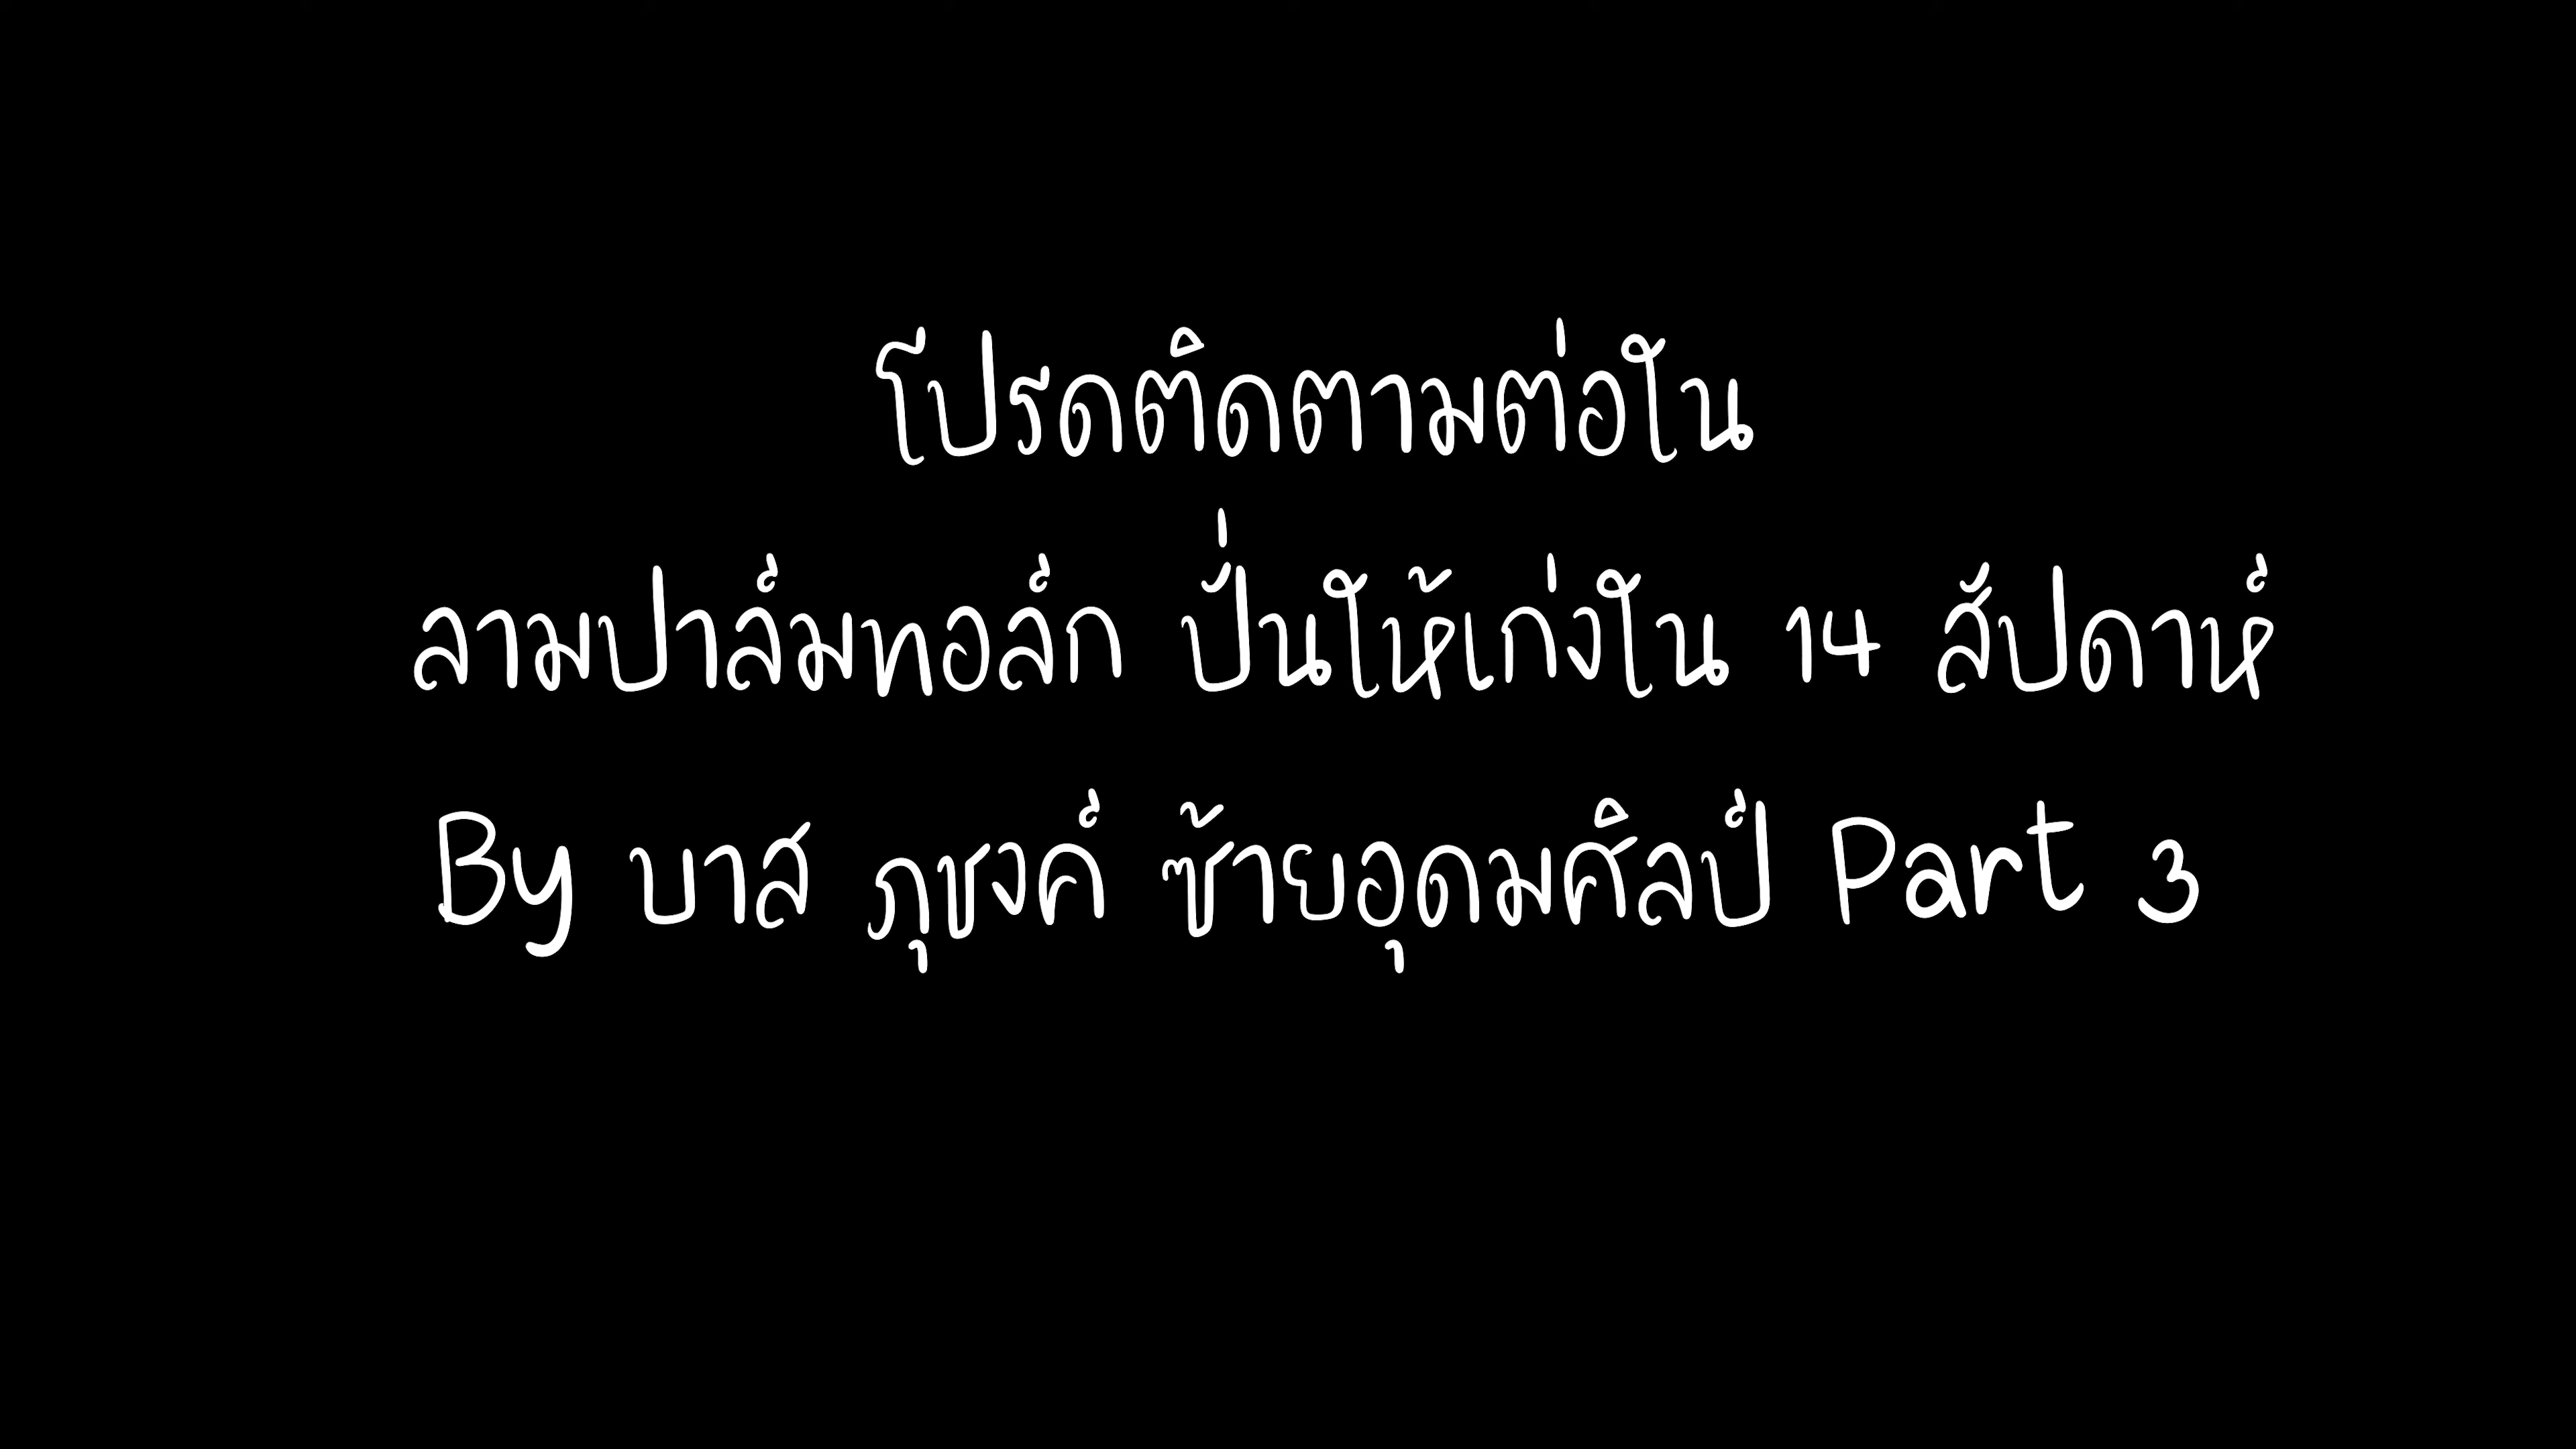 โปรดติดตามต่อใน
ลามปาล์มทอล์ก ปั่นให้เก่งใน 14 สัปดาห์
By บาส ภุชงค์ ซ้ายอุดมศิลป์ Part 3